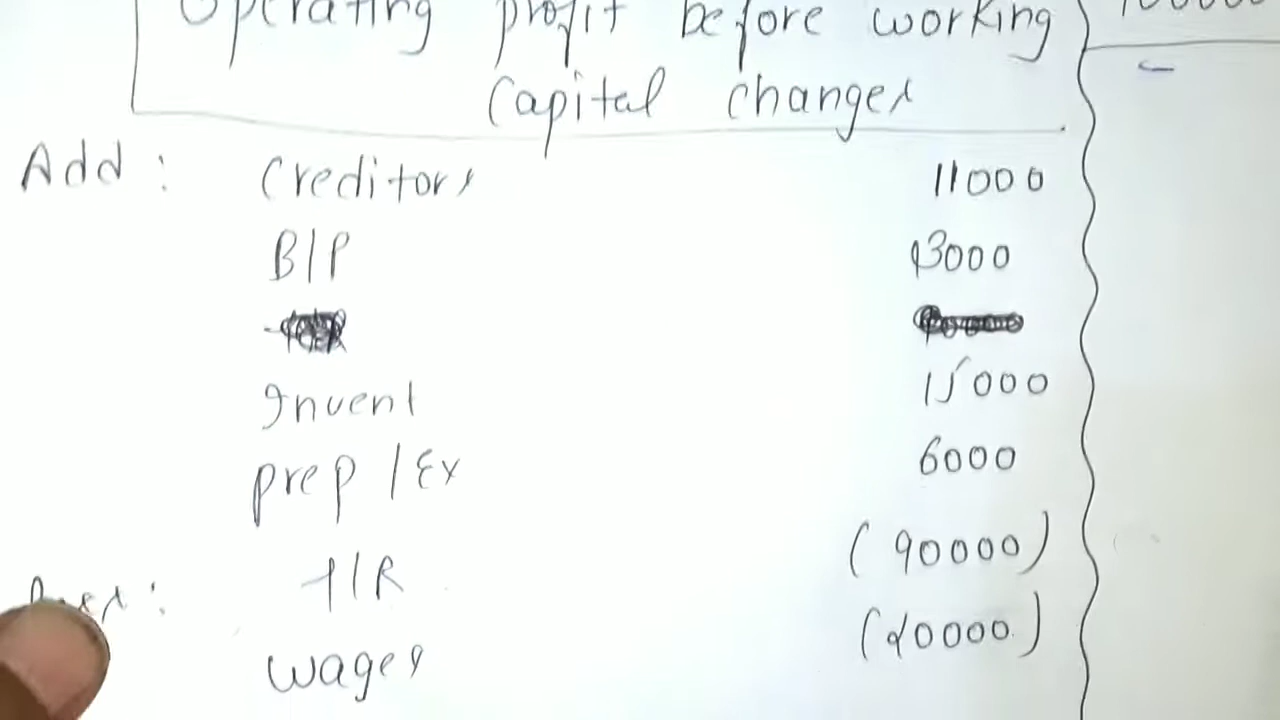 Operating profit before working
Capital changes
Add : Creditors 11000
B/P 13000
Invent 15000
prep / Ex 6000
T/R (90000)
wages (20000)